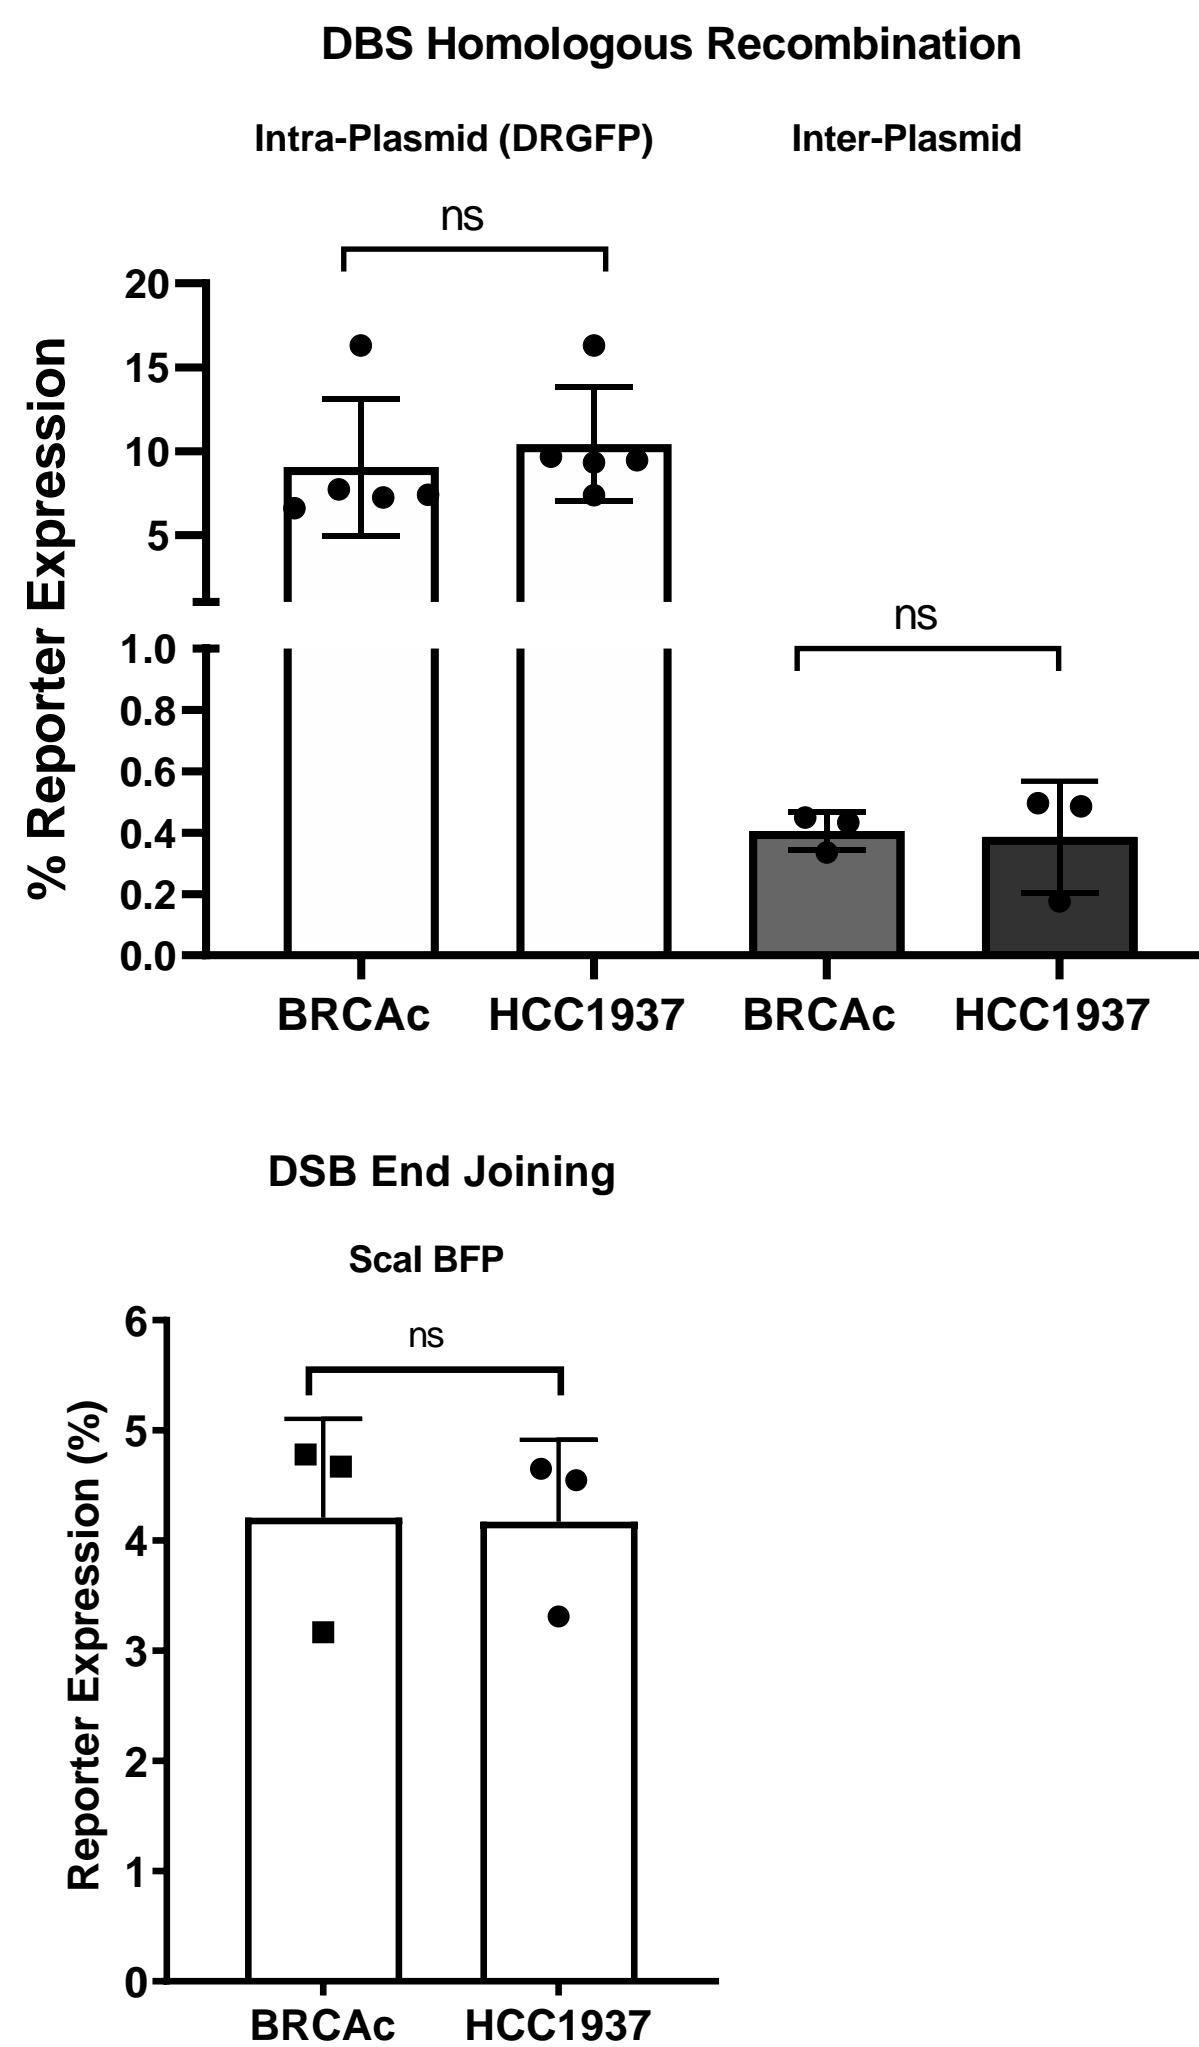 DBS Homologous Recombination
Intra-Plasmid (DRGFP) Inter-Plasmid
ns
20
15
10
5
% Reporter Expression
ns
1.0
0.8
0.6
0.4
0.2
0.0
BRCAc HCC1937 BRCAc HCC1937
DSB End Joining
ScaI BFP
ns
6
5
4
3
2
1
0
Reporter Expression (%)
BRCAc HCC1937